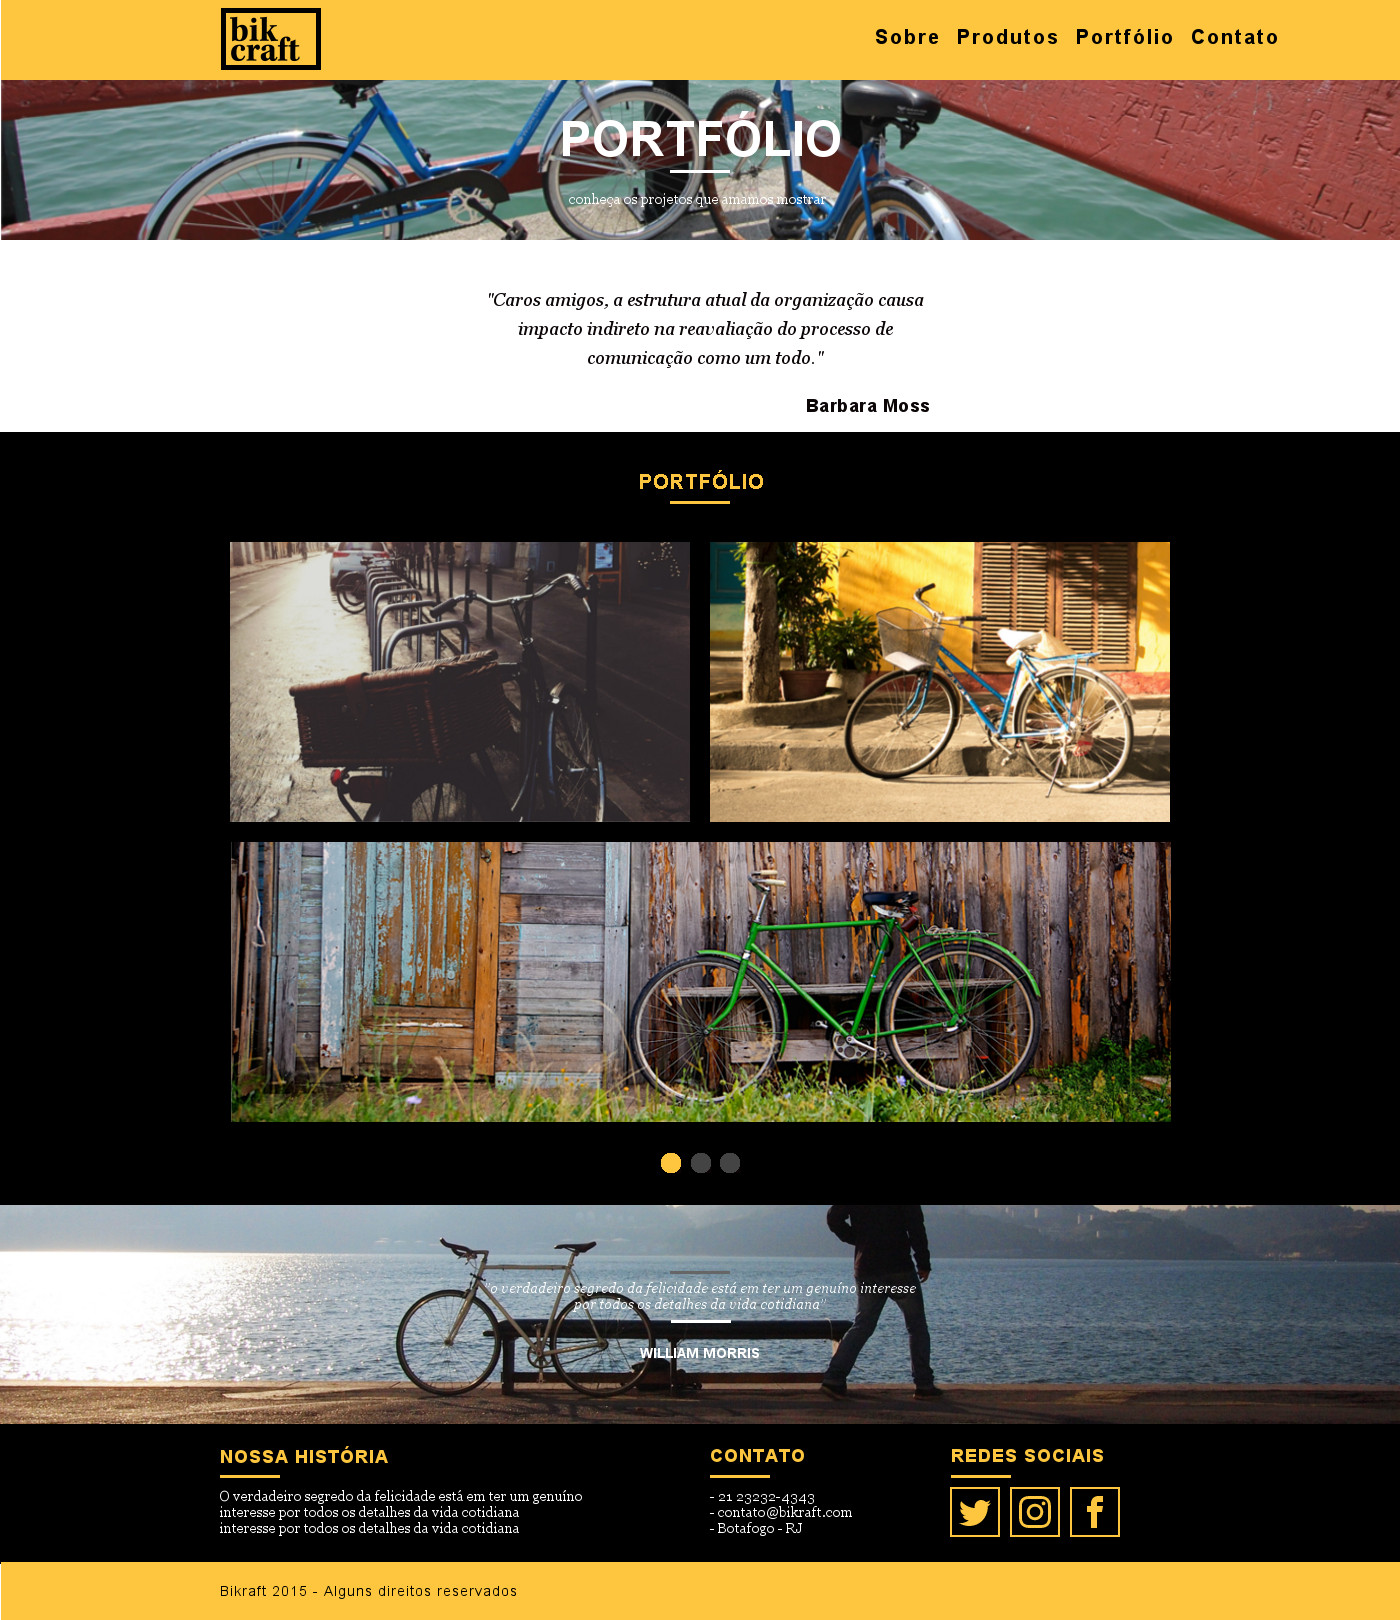 bik
craft
Sobre Produtos Portfólio Contato
PORTFÓLIO
conheça os projetos que amamos mostrar
"Caros amigos, a estrutura atual da organização causa
impacto indireto na reavaliação do processo de
comunicação como um todo."
Barbara Moss
PORTFÓLIO
"o verdadeiro segredo da felicidade está em ter um genuíno interesse
por todos os detalhes da vida cotidiana"
WILLIAM MORRIS
NOSSA HISTÓRIA
O verdadeiro segredo da felicidade está em ter um genuíno
interesse por todos os detalhes da vida cotidiana
interesse por todos os detalhes da vida cotidiana
CONTATO
- 21 23232-4343
- contato@bikraft.com
- Botafogo - RJ
REDES SOCIAIS
Bikraft 2015 - Alguns direitos reservados